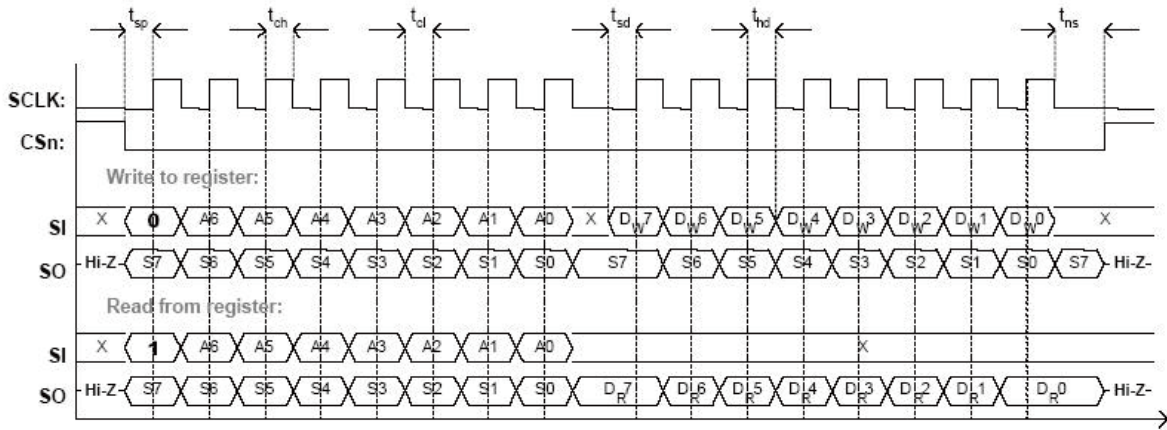 tsp tch tcl tsd thd tns
SCLK:
CSn:
Write to register:
SI X 0 A6 A5 A4 A3 A2 A1 A0 X DW7 DW6 DW5 DW4 DW3 DW2 DW1 DW0 X
SO Hi-Z S7 S6 S5 S4 S3 S2 S1 S0 S7 S6 S5 S4 S3 S2 S1 S0 S7 Hi-Z
Read from register:
SI X 1 A6 A5 A4 A3 A2 A1 A0 X
SO Hi-Z S7 S6 S5 S4 S3 S2 S1 S0 DR7 DR6 DR5 DR4 DR3 DR2 DR1 DR0 Hi-Z